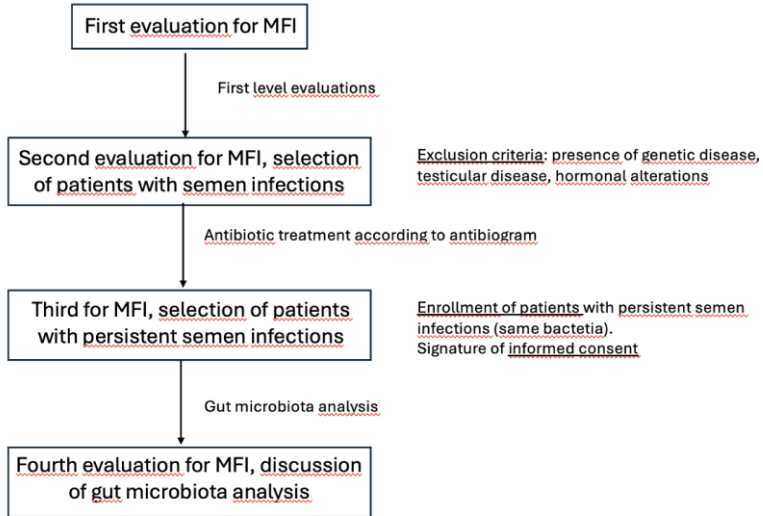 First evaluation for MFI
First level evaluations
Second evaluation for MFI, selection
of patients with semen infections
Exclusion criteria: presence of genetic disease,
testicular disease, hormonal alterations
Antibiotic treatment according to antibiogram
Third for MFI, selection of patients
with persistent semen infections
Enrollment of patients with persistent semen
infections (same bactetia).
Signature of informed consent
Gut microbiota analysis
Fourth evaluation for MFI, discussion
of gut microbiota analysis